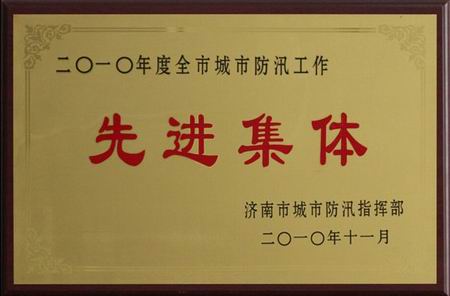 二〇一〇年度全市城市防汛工作
先进集体
济南市城市防汛指挥部
二〇一〇年十一月